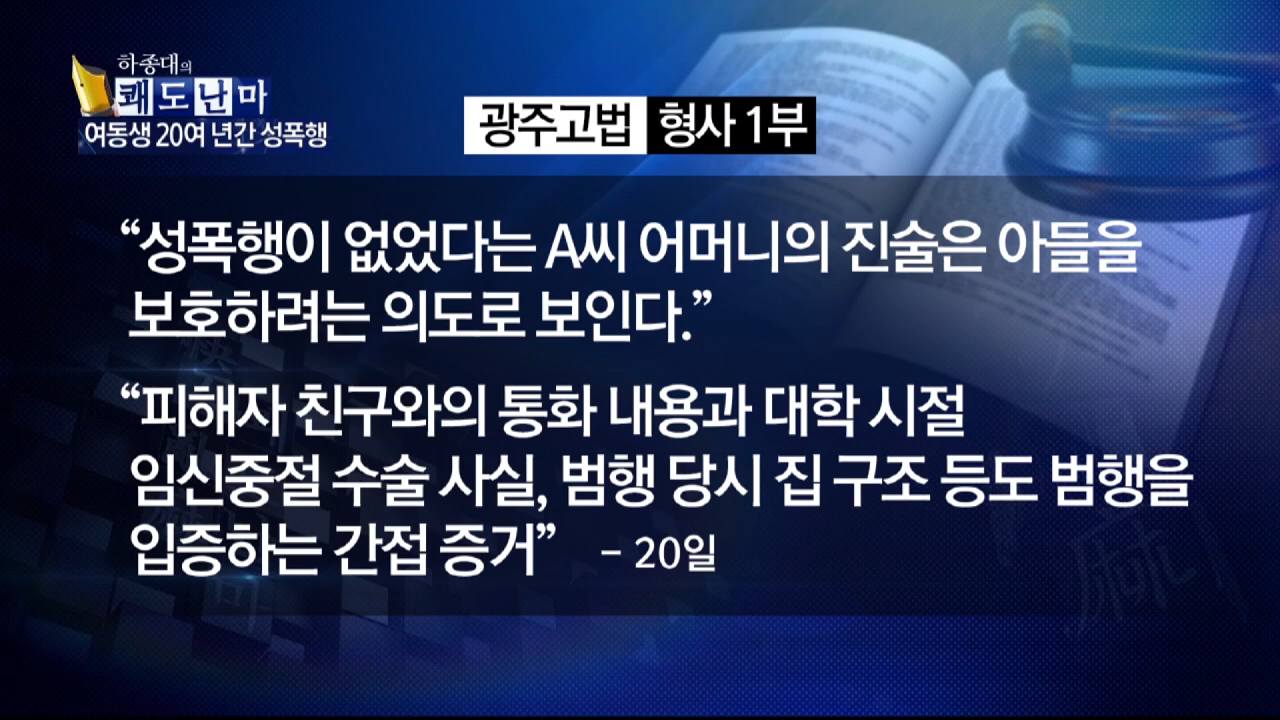 하종대의
쾌도난마
여동생 20여 년간 성폭행
광주고법 형사 1부
“성폭행이 없었다는 A씨 어머니의 진술은 아들을
보호하려는 의도로 보인다.”
“피해자 친구와의 통화 내용과 대학 시절
임신중절 수술 사실, 범행 당시 집 구조 등도 범행을
입증하는 간접 증거” – 20일